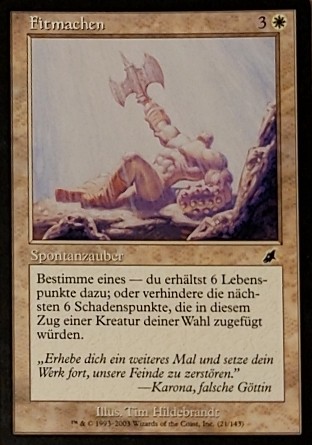 Fitmachen 3
Spontanzauber
Bestimme eines — du erhältst 6 Lebens-
punkte dazu; oder verhindere die näch-
sten 6 Schadenspunkte, die in diesem
Zug einer Kreatur deiner Wahl zugefügt
würden.
„Erhebe dich ein weiteres Mal und setze dein
Werk fort, unsere Feinde zu zerstören."
—Karona, falsche Göttin
Illus. Tim Hildebrandt
™ & © 1993-2003 Wizards of the Coast, Inc. (21/143)